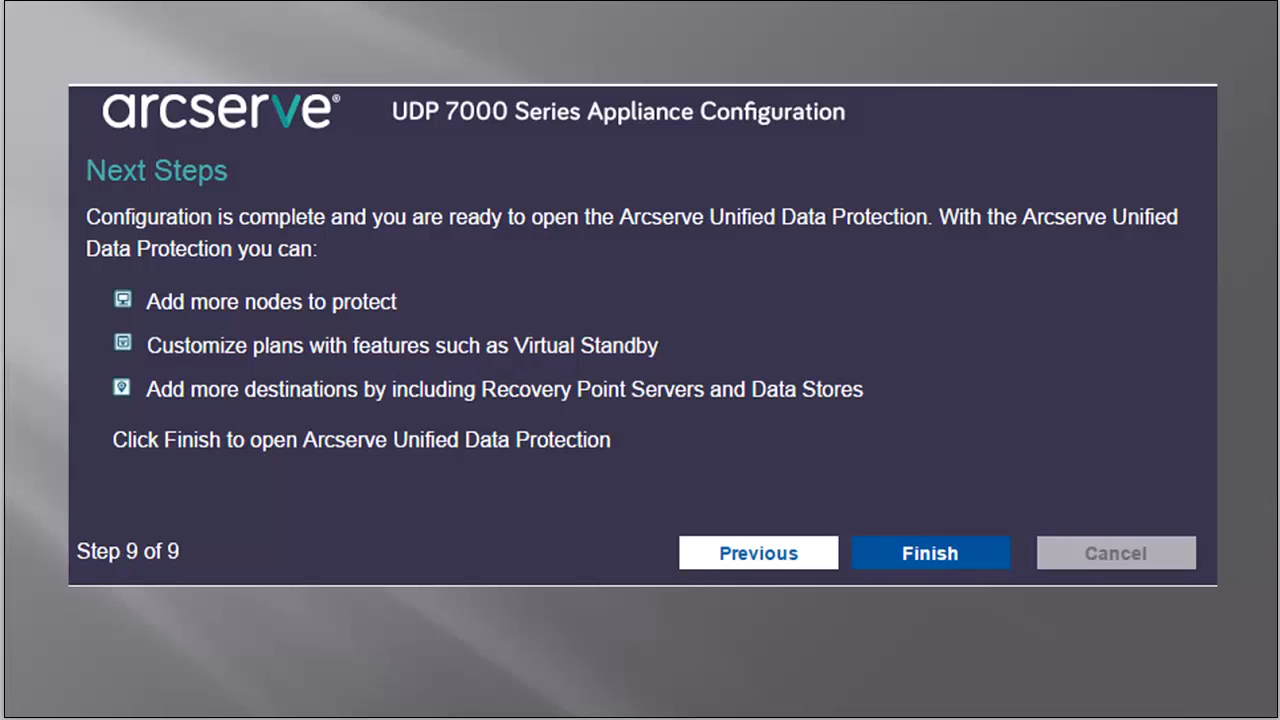 arcserve®
UDP 7000 Series Appliance Configuration
Next Steps
Configuration is complete and you are ready to open the Arcserve Unified Data Protection. With the Arcserve Unified
Data Protection you can:
Add more nodes to protect
Customize plans with features such as Virtual Standby
Add more destinations by including Recovery Point Servers and Data Stores
Click Finish to open Arcserve Unified Data Protection
Step 9 of 9
Previous
Finish
Cancel